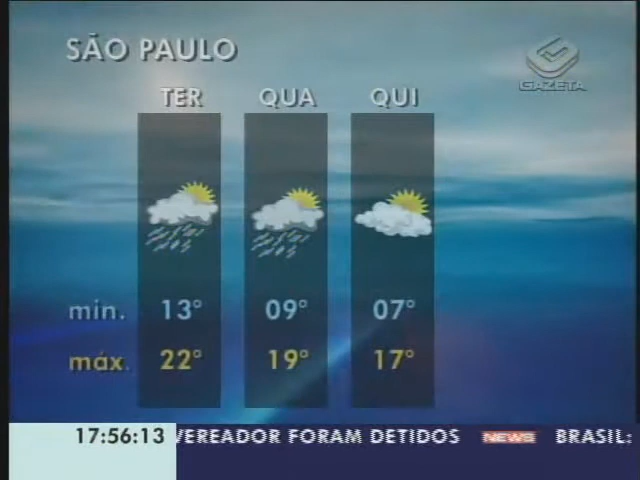 SÃO PAULO
GAZETA
TER QUA QUI
min. 13° 09° 07°
máx. 22° 19° 17°
17:56:13 VEREADOR FORAM DETIDOS NEWS BRASIL: